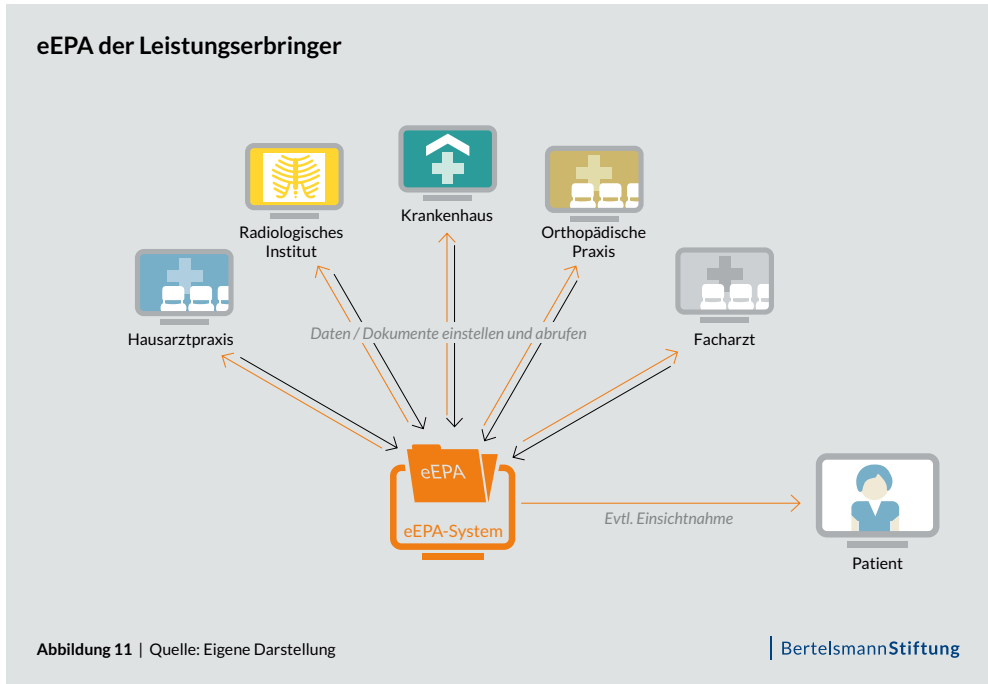 eEPA der Leistungserbringer
Krankenhaus
Radiologisches
Institut
Orthopädische
Praxis
Hausarztpraxis
Daten / Dokumente einstellen und abrufen
Facharzt
eEPA
eEPA-System
Evtl. Einsichtnahme
Patient
Abbildung 11 | Quelle: Eigene Darstellung
BertelsmannStiftung